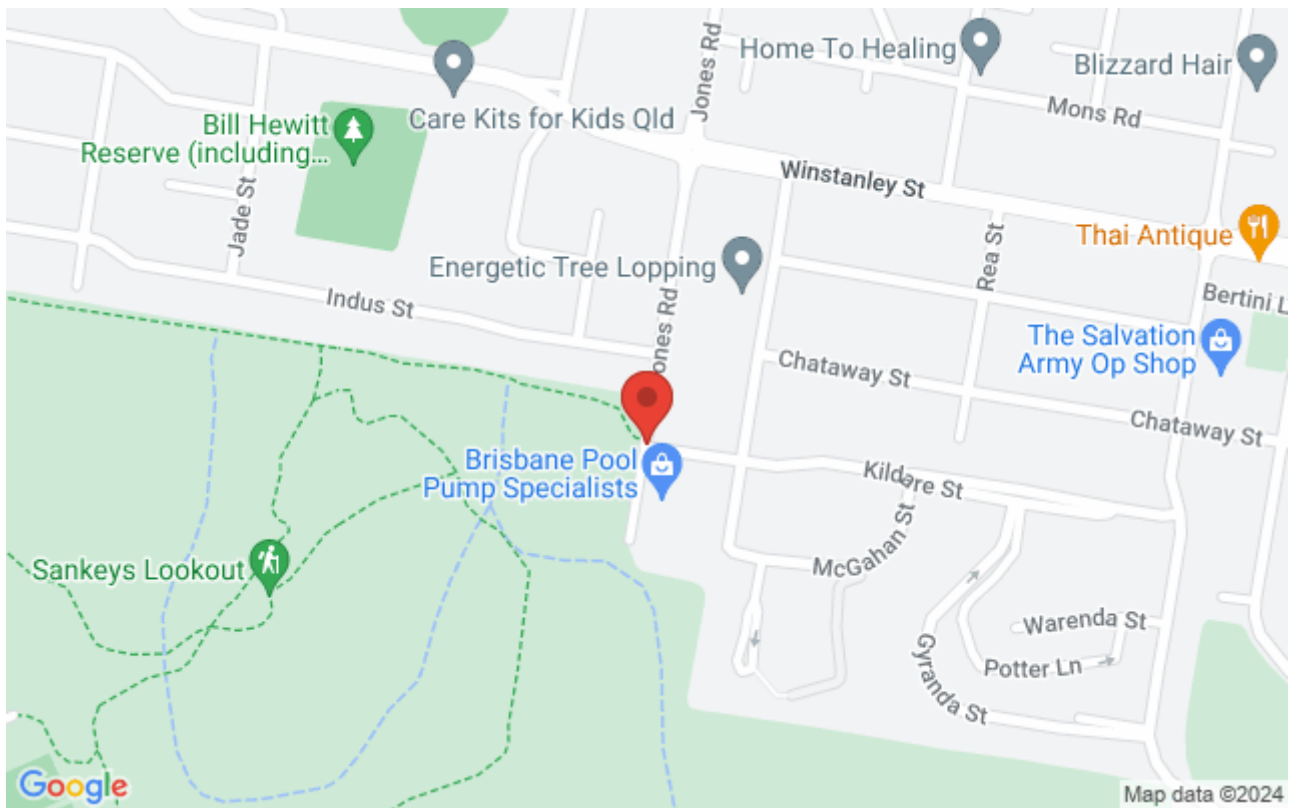 Jones Rd
Home To Healing
Blizzard Hair
Care Kits for Kids Qld
Mons Rd
Bill Hewitt
Reserve (including...
Winstanley St
Jade St
Thai Antique
Rea St
Energetic Tree Lopping
Indus St
Bertini L
ones Rd
The Salvation
Army Op Shop
Chataway St
Chataway St
Brisbane Pool
Pump Specialists
Kildare St
McGahan St
Sankeys Lookout
Warenda St
Potter Ln
Gyranda St
Google
Map data ©2024